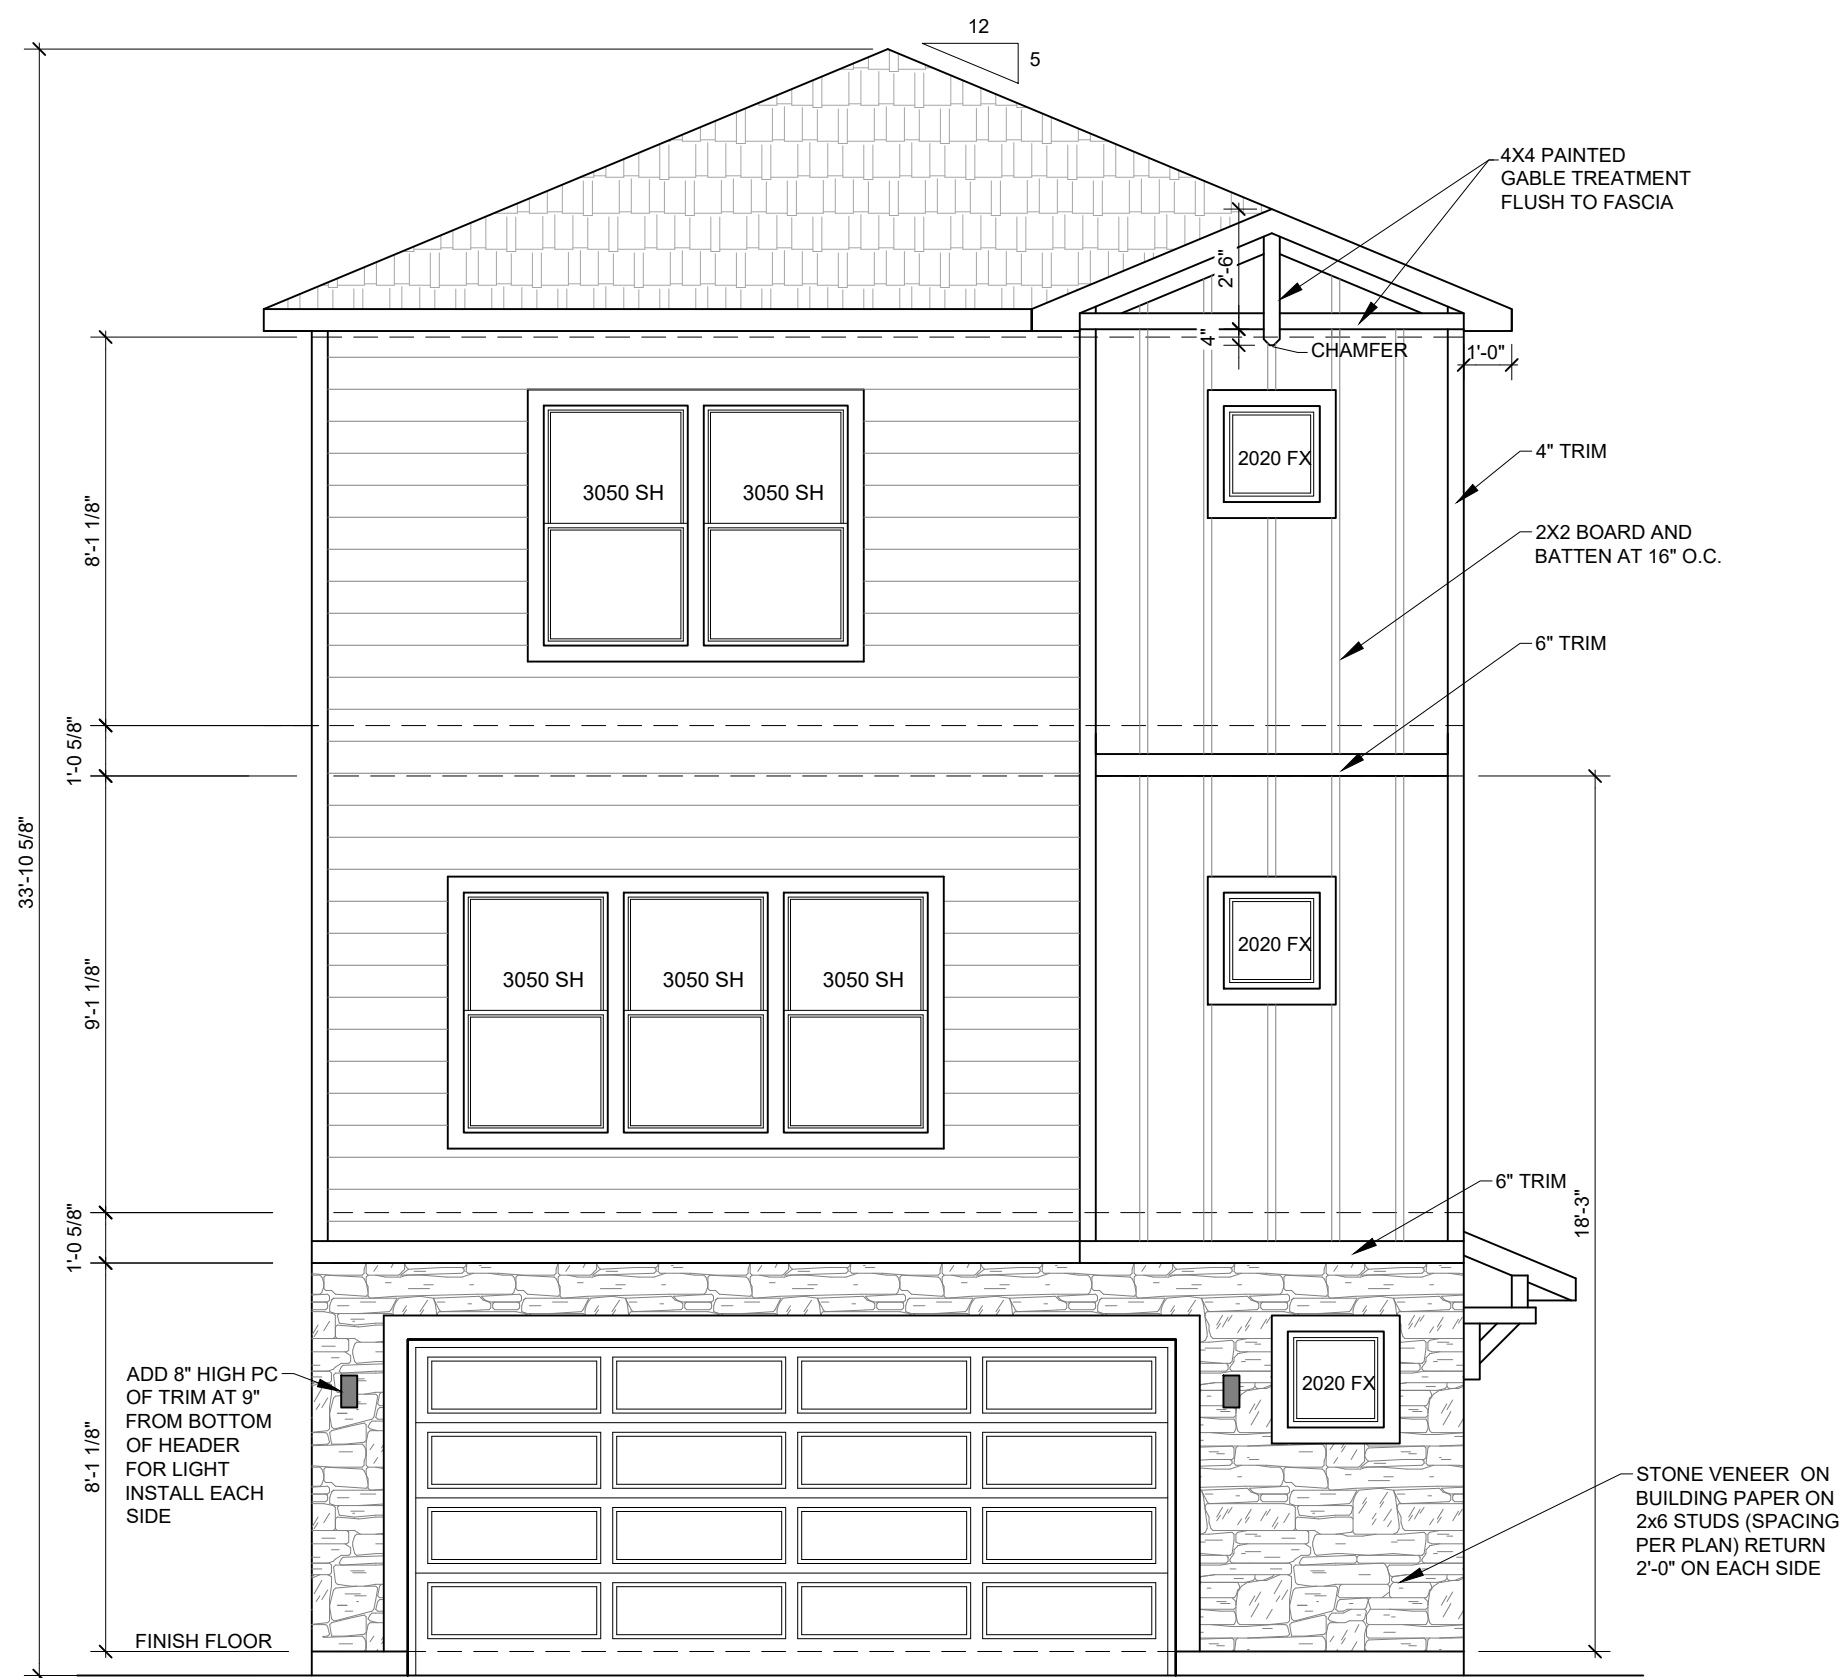 12
5
4X4 PAINTED
GABLE TREATMENT
FLUSH TO FASCIA
2'-6"
4"
CHAMFER
1'-0"
2020 FX
4" TRIM
3050 SH
3050 SH
8'-1 1/8"
2X2 BOARD AND
BATTEN AT 16" O.C.
6" TRIM
1'-0 5/8"
33'-10 5/8"
2020 FX
3050 SH
3050 SH
3050 SH
9'-1 1/8"
6" TRIM
18'-3"
1'-0 5/8"
ADD 8" HIGH PC
OF TRIM AT 9"
FROM BOTTOM
OF HEADER
FOR LIGHT
INSTALL EACH
SIDE
2020 FX
8'-1 1/8"
STONE VENEER ON
BUILDING PAPER ON
2x6 STUDS (SPACING
PER PLAN) RETURN
2'-0" ON EACH SIDE
FINISH FLOOR